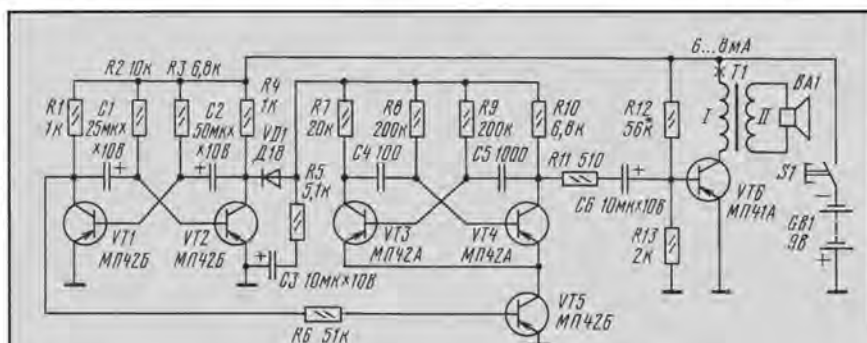 6...8мА
R2 10к
R3 6,8к
R4
1к
T1
BA1
R1
1к
C1
25мк×
×10В
C2
50мк×
×10В
VD1
Д18
R5
5,1к
R7
20к
R8
200к
R9
200к
R10
6,8к
R12
56к*
I
II
C4 100
C5 1000
R11 510
C6 10мк×10В
S1
VT1
МП42Б
VT2
МП42Б
VT3
МП42А
VT4
МП42А
VT6
МП41А
R13
2к
GB1
9В
C3 10мк×10В
VT5
МП42Б
R6 51к